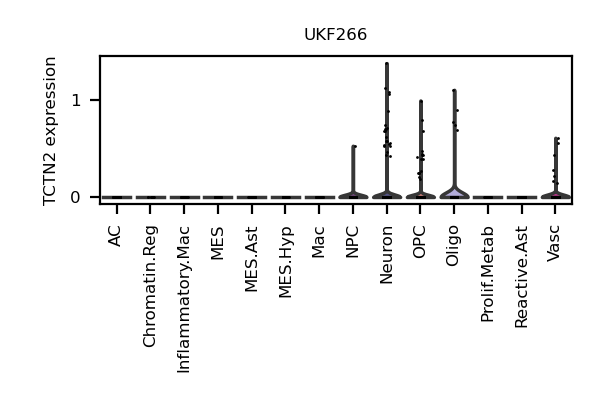 UKF266
TCTN2 expression
1
0
AC
Chromatin.Reg
Inflammatory.Mac
MES
MES.Ast
MES.Hyp
Mac
NPC
Neuron
OPC
Oligo
Prolif.Metab
Reactive.Ast
Vasc